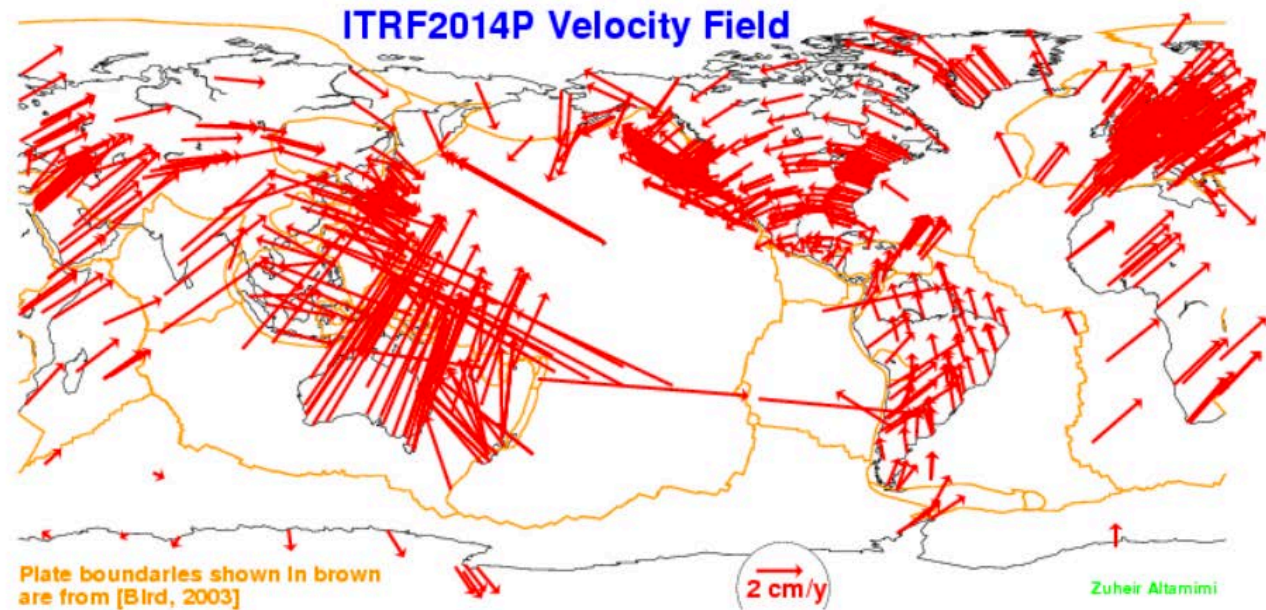 ITRF2014P Velocity Field
Plate boundaries shown in brown
are from [Bird, 2003]
2 cm/y
Zuheir Altamimi